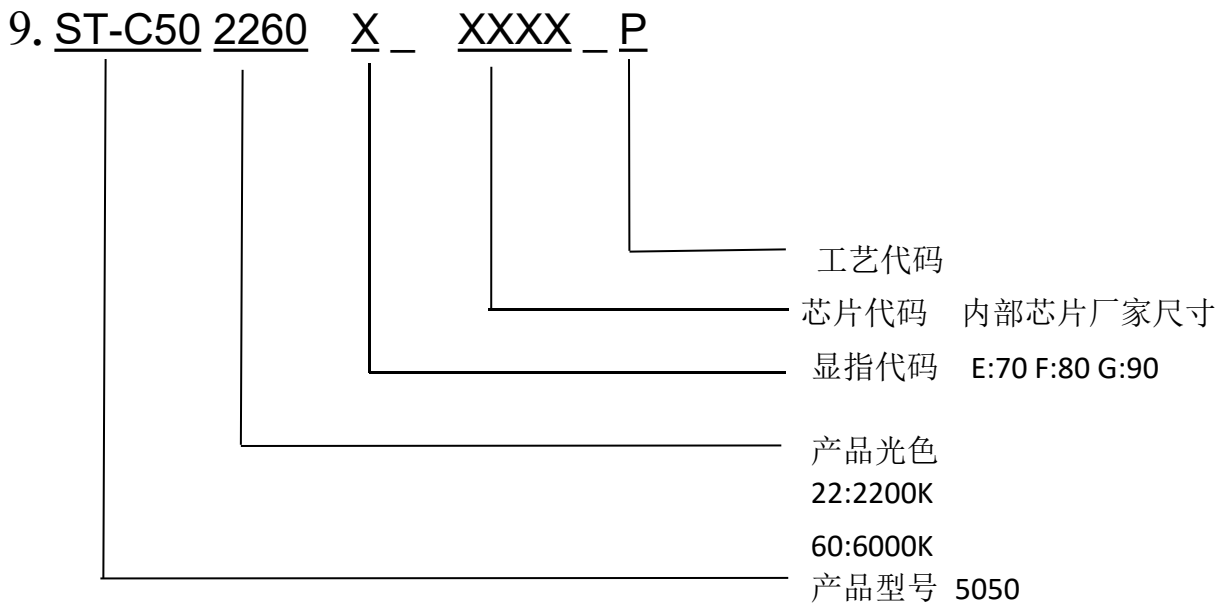 9. ST-C50 2260 X _ XXXX _ P
工艺代码
芯片代码 内部芯片厂家尺寸
显指代码 E:70 F:80 G:90
产品光色
22:2200K
60:6000K
产品型号 5050